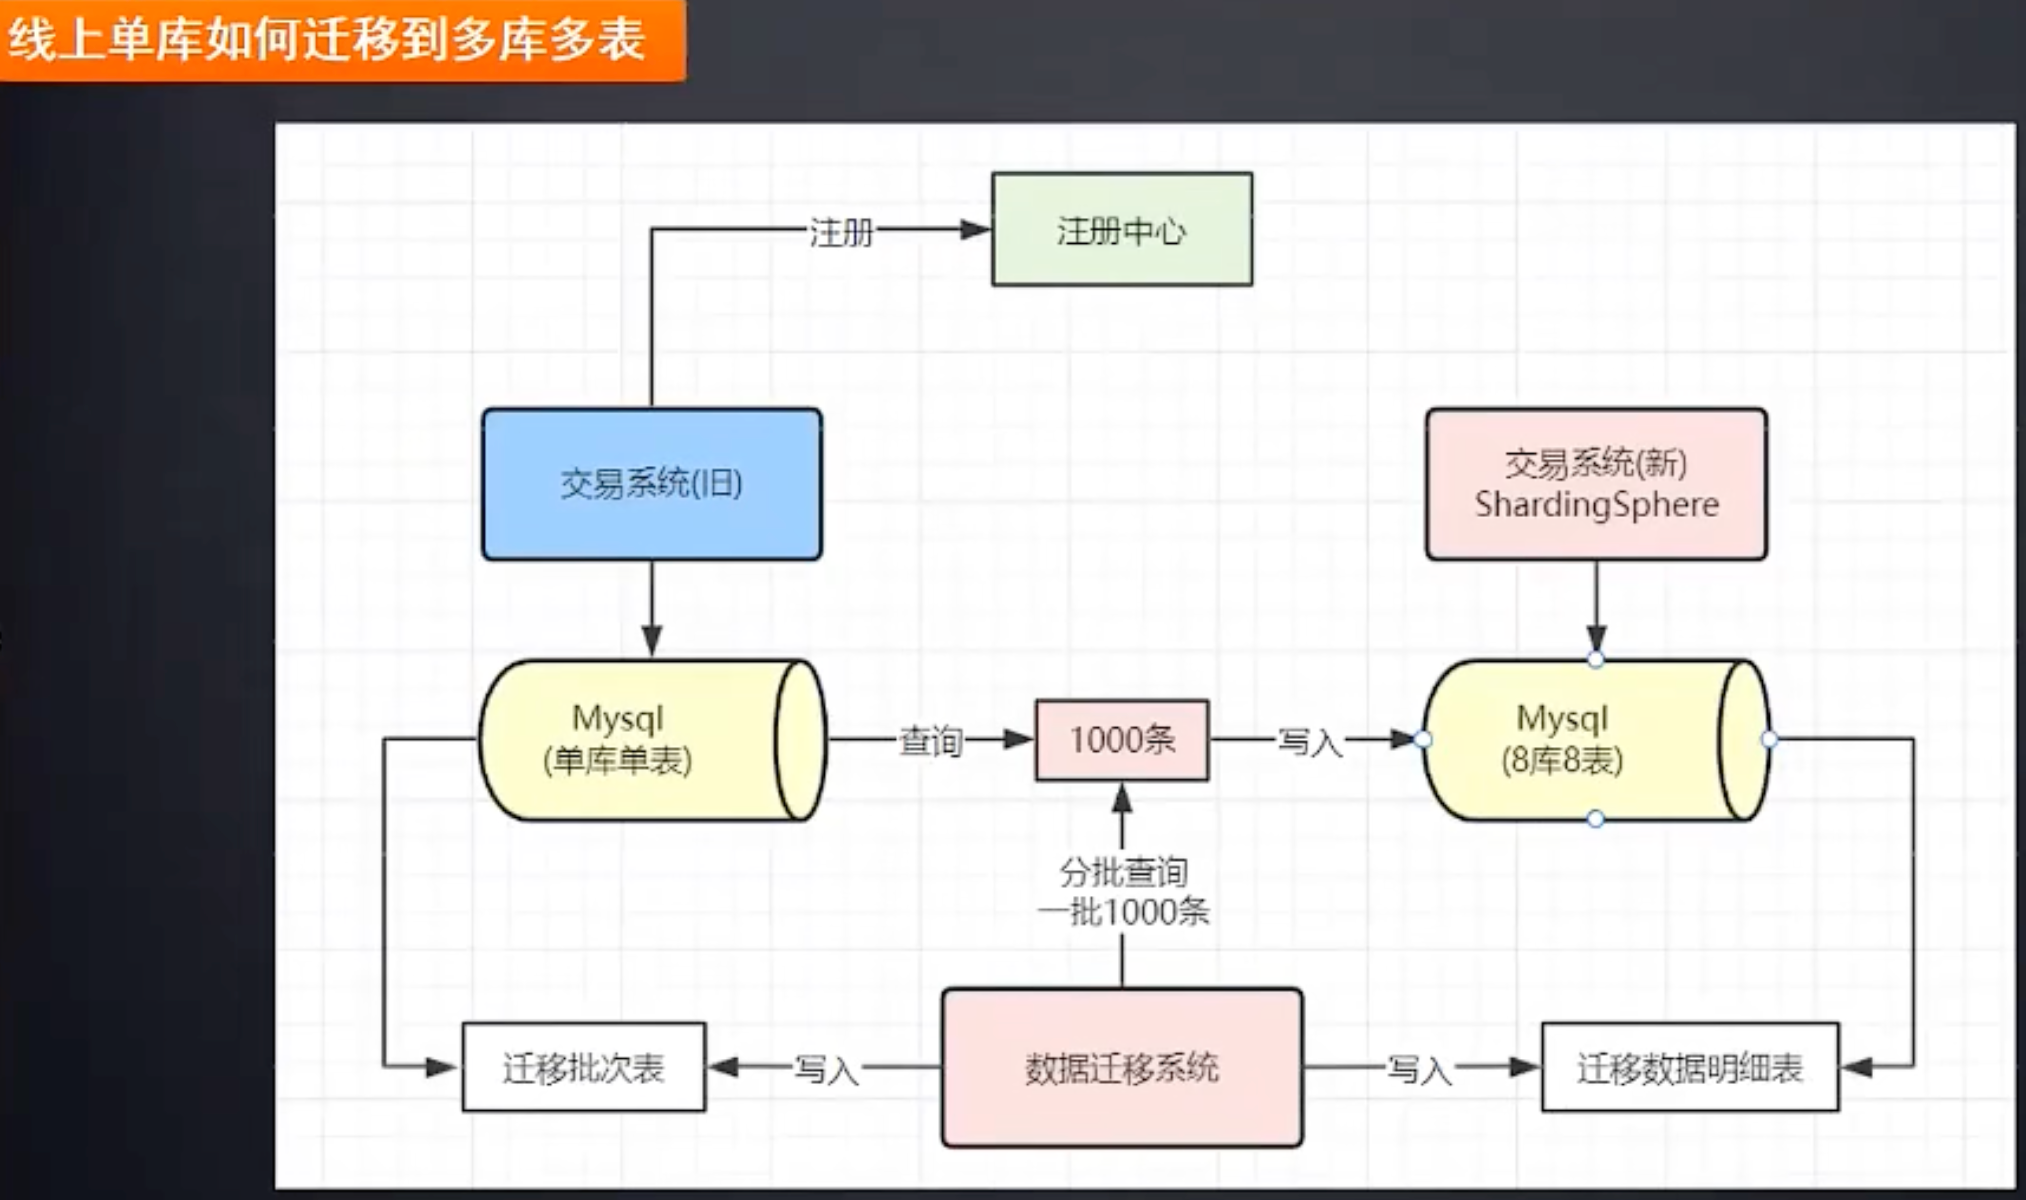 线上单库如何迁移到多库多表
注册
注册中心
交易系统(旧)
交易系统(新)
ShardingSphere
Mysql
(单库单表)
查询
1000条
写入
Mysql
(8库8表)
分批查询
一批1000条
迁移批次表
写入
数据迁移系统
写入
迁移数据明细表